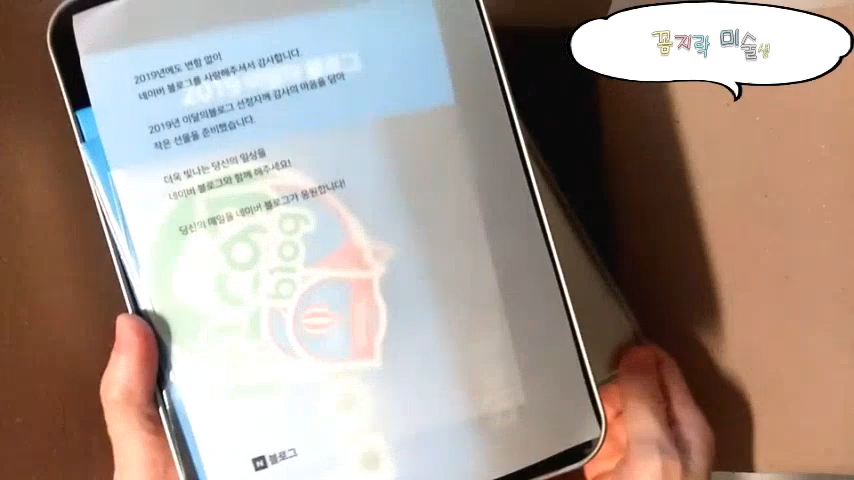 꼼지락 미술쌤
2019년에도 변함 없이
네이버 블로그를 사랑해주셔서 감사합니다.
2019년 이달의블로그 선정자께 감사의 마음을 담아
작은 선물을 준비했습니다.
더욱 빛나는 당신의 일상을
네이버 블로그와 함께 해주세요!
당신의 매일을 네이버 블로그가 응원합니다!
blog
N 블로그